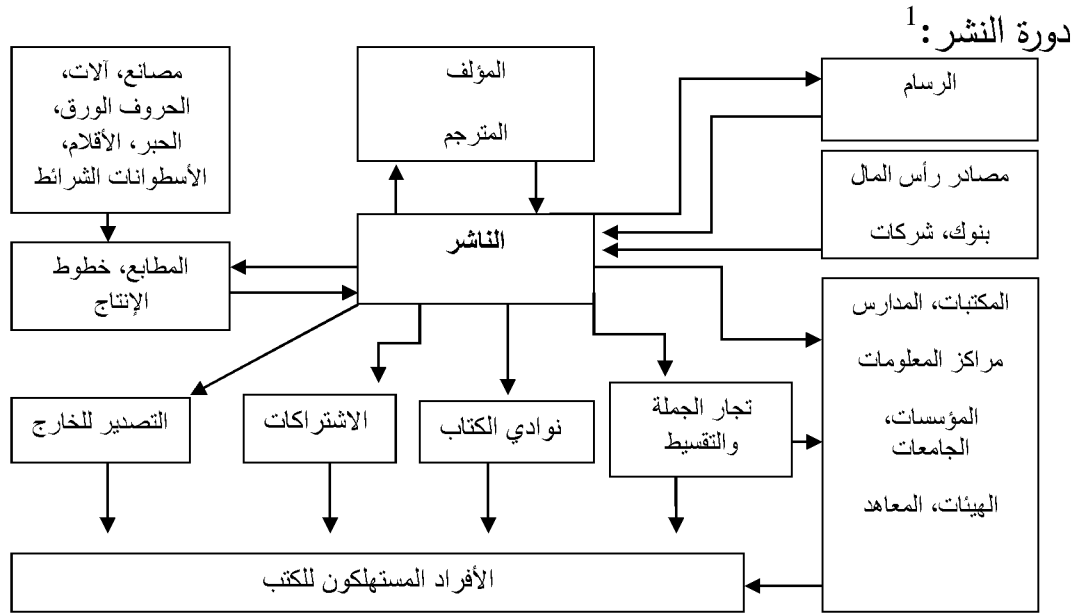 دورة النشر:1
مصانع، آلات،
الحروف الورق،
الحبر، الأقلام،
الأسطوانات الشرائط
المؤلف
المترجم
الرسام
مصادر رأس المال
بنوك، شركات
الناشر
المطابع، خطوط
الإنتاج
المكتبات، المدارس
مراكز المعلومات
المؤسسات،
الجامعات
الهيئات، المعاهد
تجار الجملة
والتقسيط
نوادي الكتاب
الاشتراكات
التصدير للخارج
الأفراد المستهلكون للكتب